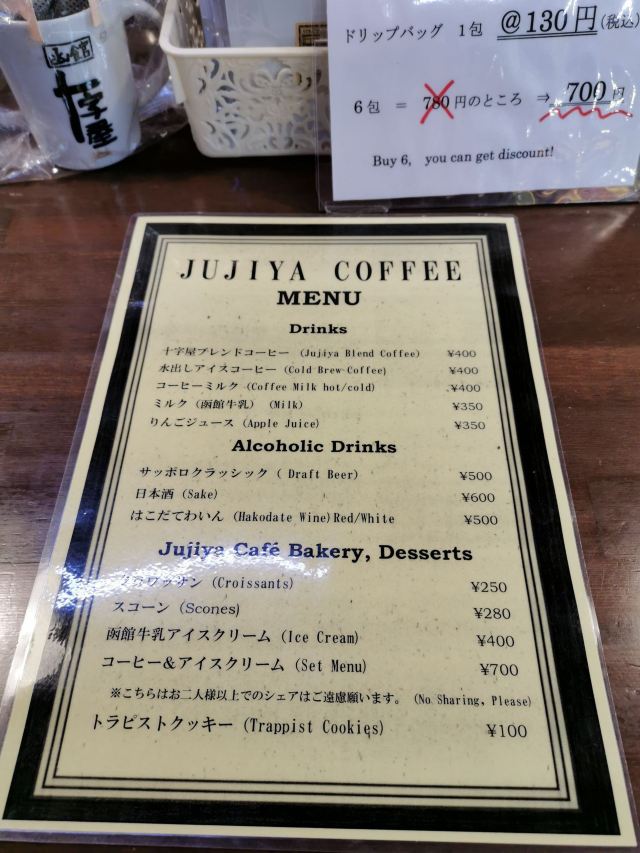 函館
十字屋
ドリップバッグ 1包 @130円(税込)
6包 = 780円のところ ⇒ 700円
Buy 6, you can get discount!
JUJIYA COFFEE
MENU
Drinks
十字屋ブレンドコーヒー (Jujiya Blend Coffee) ¥400
水出しアイスコーヒー (Cold Brew Coffee) ¥400
コーヒーミルク (Coffee Milk hot/cold) ¥400
ミルク (函館牛乳) (Milk) ¥350
りんごジュース (Apple Juice) ¥350
Alcoholic Drinks
サッポロクラッシック ( Draft Beer) ¥500
日本酒 (Sake) ¥600
はこだてわいん (Hakodate Wine)Red/White ¥500
Jujiya Café Bakery, Desserts
クロワッサン (Croissants) ¥250
スコーン (Scones) ¥280
函館牛乳アイスクリーム (Ice Cream) ¥400
コーヒー&アイスクリーム (Set Menu) ¥700
※こちらはお二人様以上でのシェアはご遠慮願います。 (No Sharing, Please)
トラピストクッキー (Trappist Cookies) ¥100